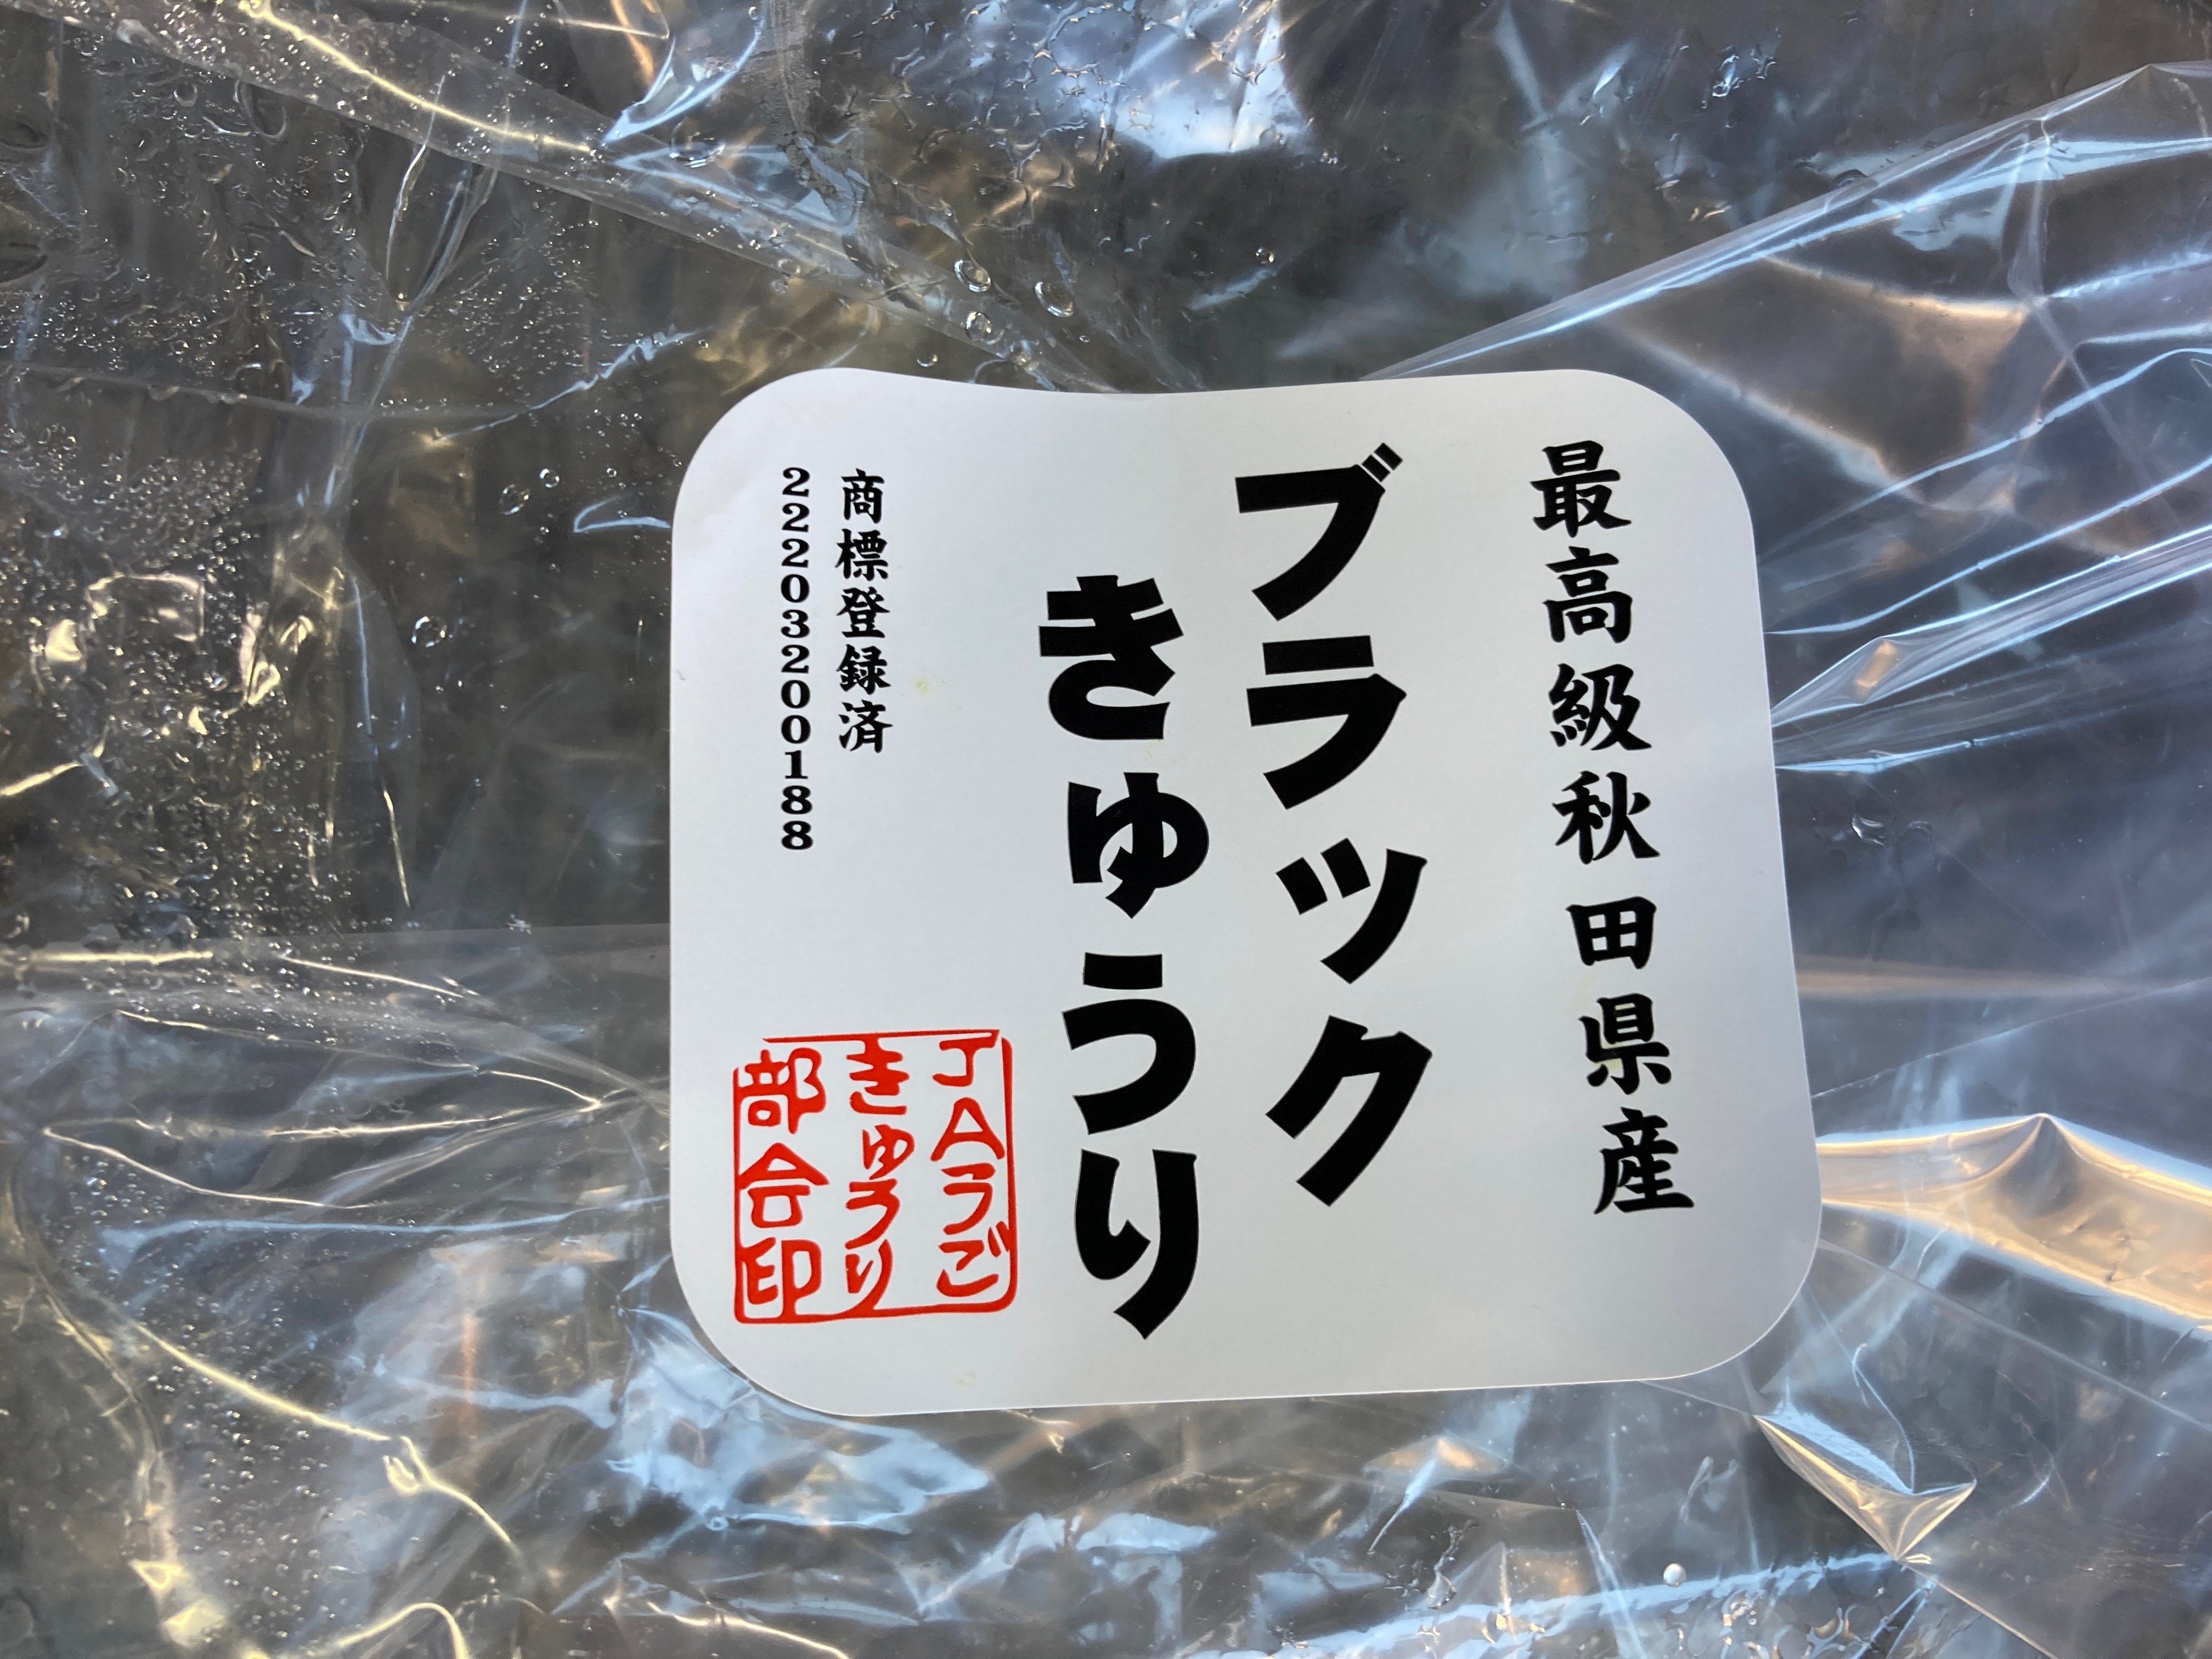 最高級秋田県産
ブラック
きゅうり
商標登録済
22203200188
JAうご
きゅうり
部会印